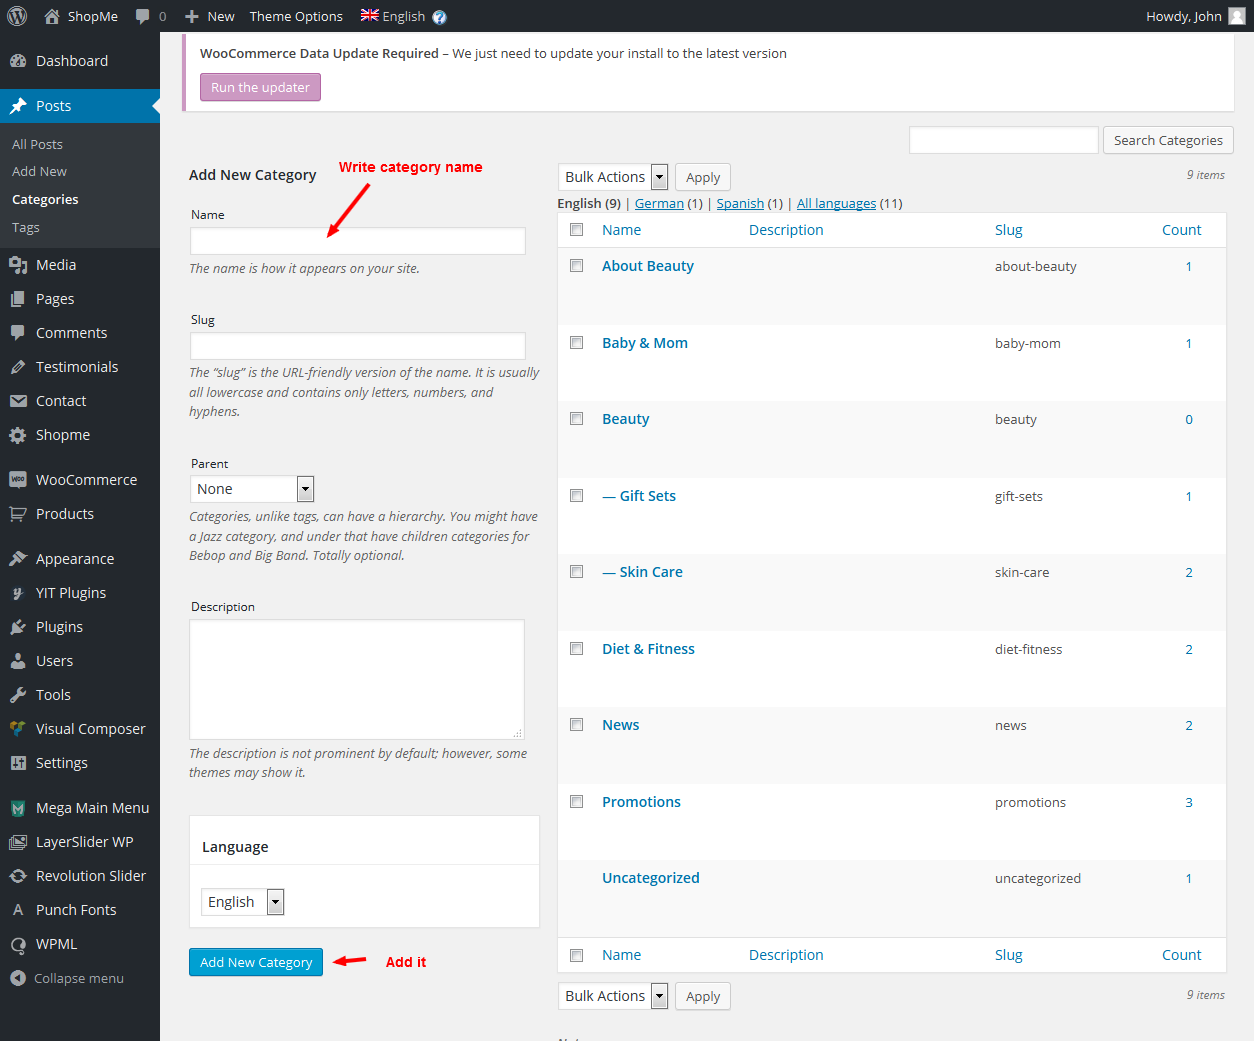 ShopMe 0 New Theme Options English Howdy, John
Dashboard
Posts
All Posts
Add New
Categories
Tags
Media
Pages
Comments
Testimonials
Contact
Shopme
WooCommerce
Products
Appearance
YIT Plugins
Plugins
Users
Tools
Visual Composer
Settings
Mega Main Menu
LayerSlider WP
Revolution Slider
Punch Fonts
WPML
Collapse menu
WooCommerce Data Update Required – We just need to update your install to the latest version
Run the updater
Search Categories
Add New Category
Write category name
Name
The name is how it appears on your site.
Slug
The “slug” is the URL-friendly version of the name. It is usually
all lowercase and contains only letters, numbers, and
hyphens.
Parent
None
Categories, unlike tags, can have a hierarchy. You might have
a Jazz category, and under that have children categories for
Bebop and Big Band. Totally optional.
Description
The description is not prominent by default; however, some
themes may show it.
Language
English
Add New Category
Add it
Bulk Actions Apply 9 items
English (9) | German (1) | Spanish (1) | All languages (11)
Name Description Slug Count
About Beauty about-beauty 1
Baby & Mom baby-mom 1
Beauty beauty 0
— Gift Sets gift-sets 1
— Skin Care skin-care 2
Diet & Fitness diet-fitness 2
News news 2
Promotions promotions 3
Uncategorized uncategorized 1
Name Description Slug Count
Bulk Actions Apply 9 items